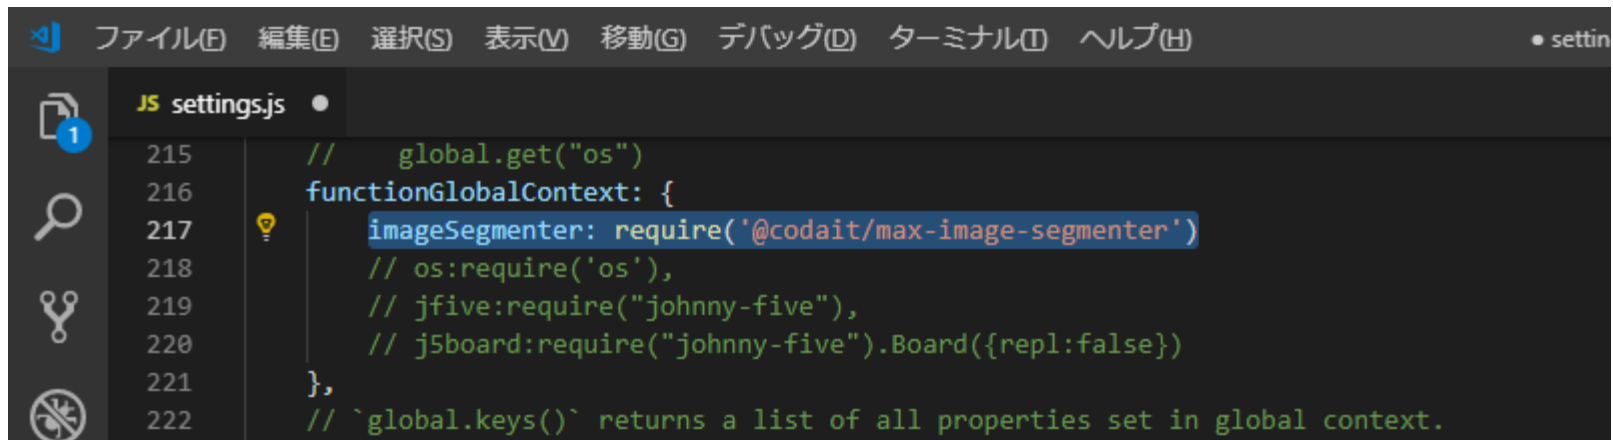 ファイル(F) 編集(E) 選択(S) 表示(V) 移動(G) デバッグ(D) ターミナル(T) ヘルプ(H) ● settin
JS settings.js ●
1
215 //    global.get("os")
216 functionGlobalContext: {
217 imageSegmenter: require('@codait/max-image-segmenter')
218 // os:require('os'),
219 // jfive:require("johnny-five"),
220 // j5board:require("johnny-five").Board({repl:false})
221 },
222 // `global.keys()` returns a list of all properties set in global context.